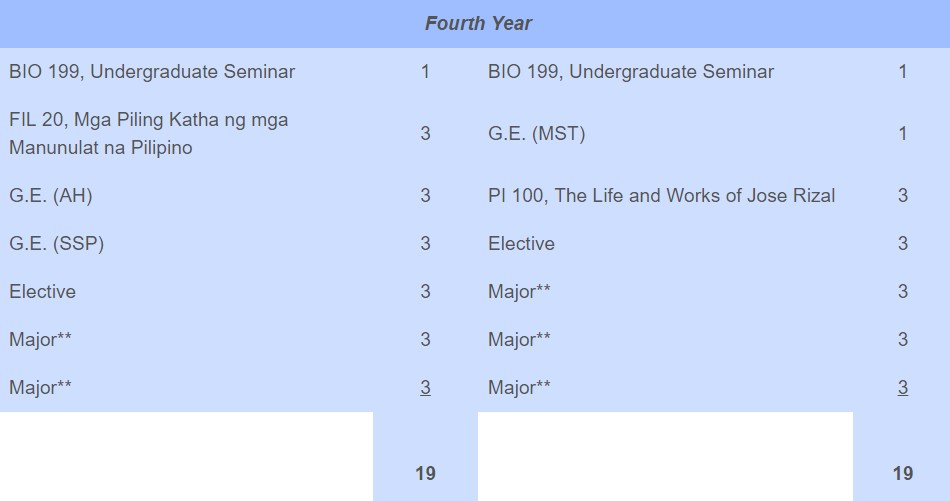 Fourth Year
BIO 199, Undergraduate Seminar 1 BIO 199, Undergraduate Seminar 1
FIL 20, Mga Piling Katha ng mga
Manunulat na Pilipino 3 G.E. (MST) 1
G.E. (AH) 3 PI 100, The Life and Works of Jose Rizal 3
G.E. (SSP) 3 Elective 3
Elective 3 Major** 3
Major** 3 Major** 3
Major** 3 Major** 3
19 19